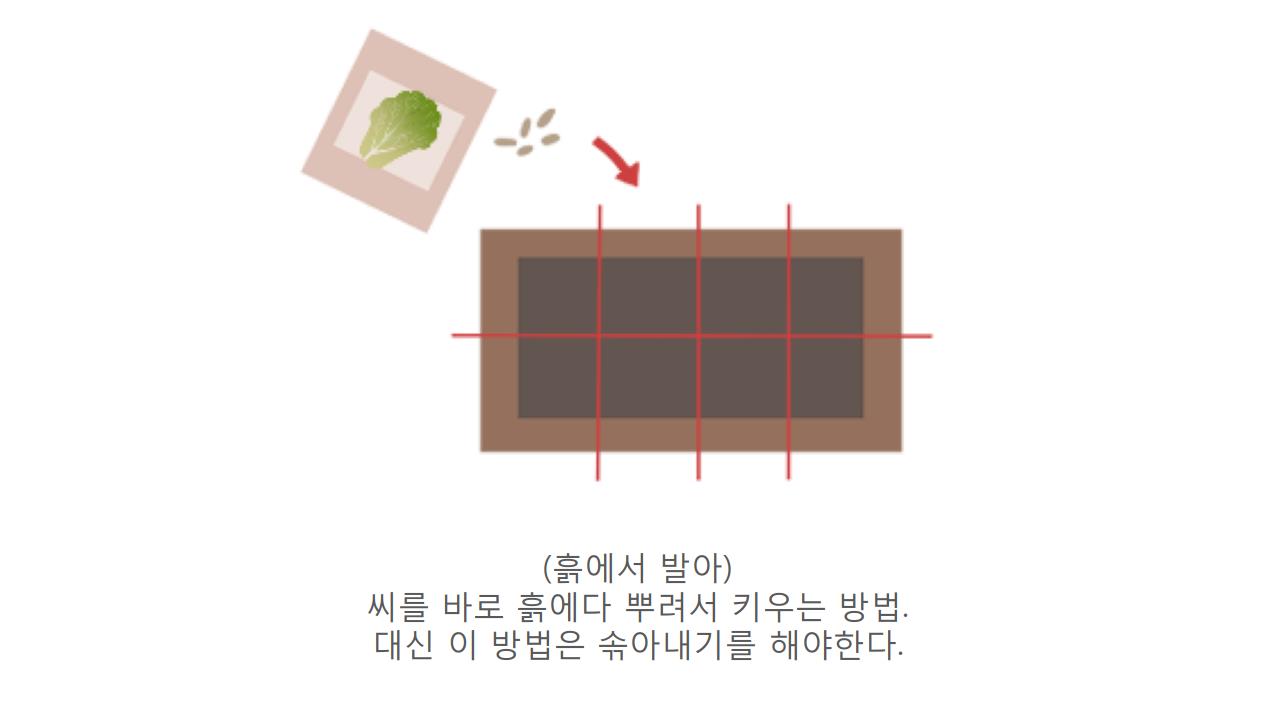 (흙에서 발아)
씨를 바로 흙에다 뿌려서 키우는 방법.
대신 이 방법은 솎아내기를 해야한다.